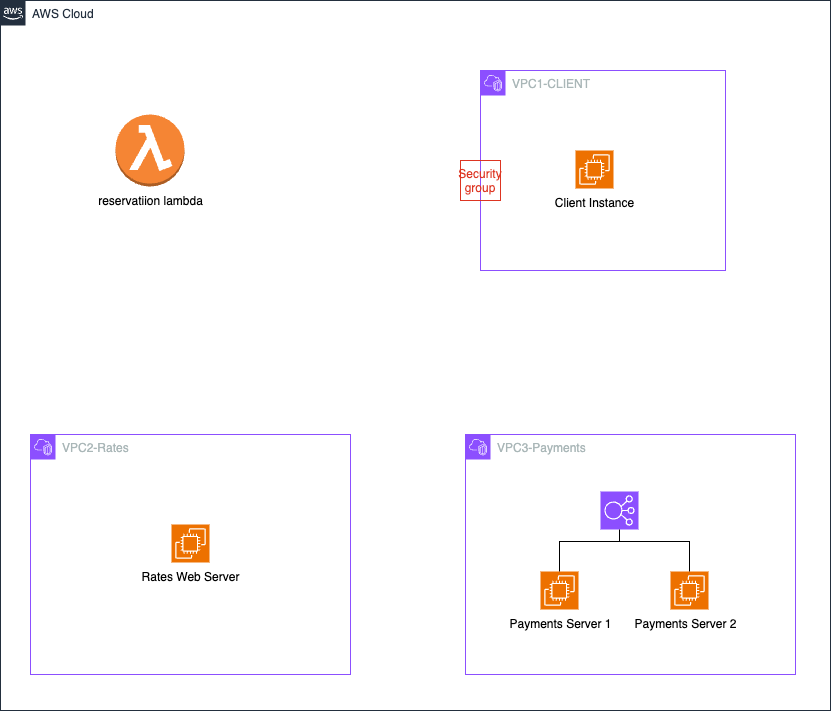 aws
AWS Cloud
VPC1-CLIENT
Security
group
Client Instance
reservatiion lambda
VPC2-Rates
Rates Web Server
VPC3-Payments
Payments Server 1
Payments Server 2